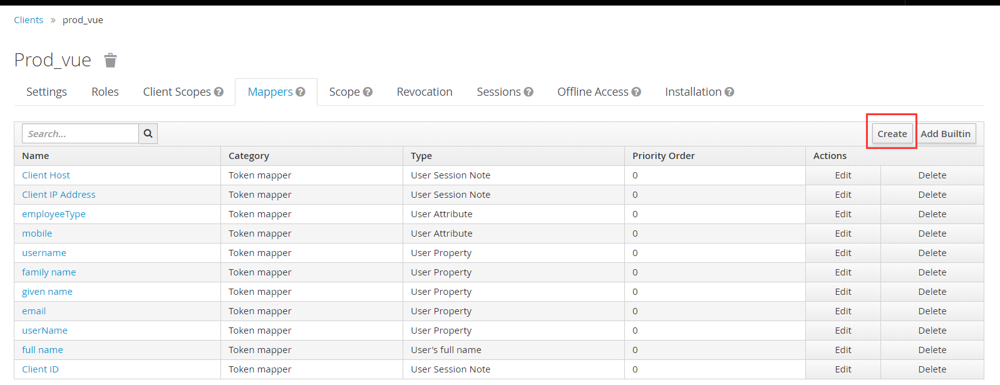 Clients » prod_vue
Prod_vue
Settings Roles Client Scopes ? Mappers ? Scope ? Revocation Sessions ? Offline Access ? Installation ?
Search... Create Add Builtin
Name Category Type Priority Order Actions
Client Host Token mapper User Session Note 0 Edit Delete
Client IP Address Token mapper User Session Note 0 Edit Delete
employeeType Token mapper User Attribute 0 Edit Delete
mobile Token mapper User Attribute 0 Edit Delete
username Token mapper User Property 0 Edit Delete
family name Token mapper User Property 0 Edit Delete
given name Token mapper User Property 0 Edit Delete
email Token mapper User Property 0 Edit Delete
userName Token mapper User Property 0 Edit Delete
full name Token mapper User's full name 0 Edit Delete
Client ID Token mapper User Session Note 0 Edit Delete